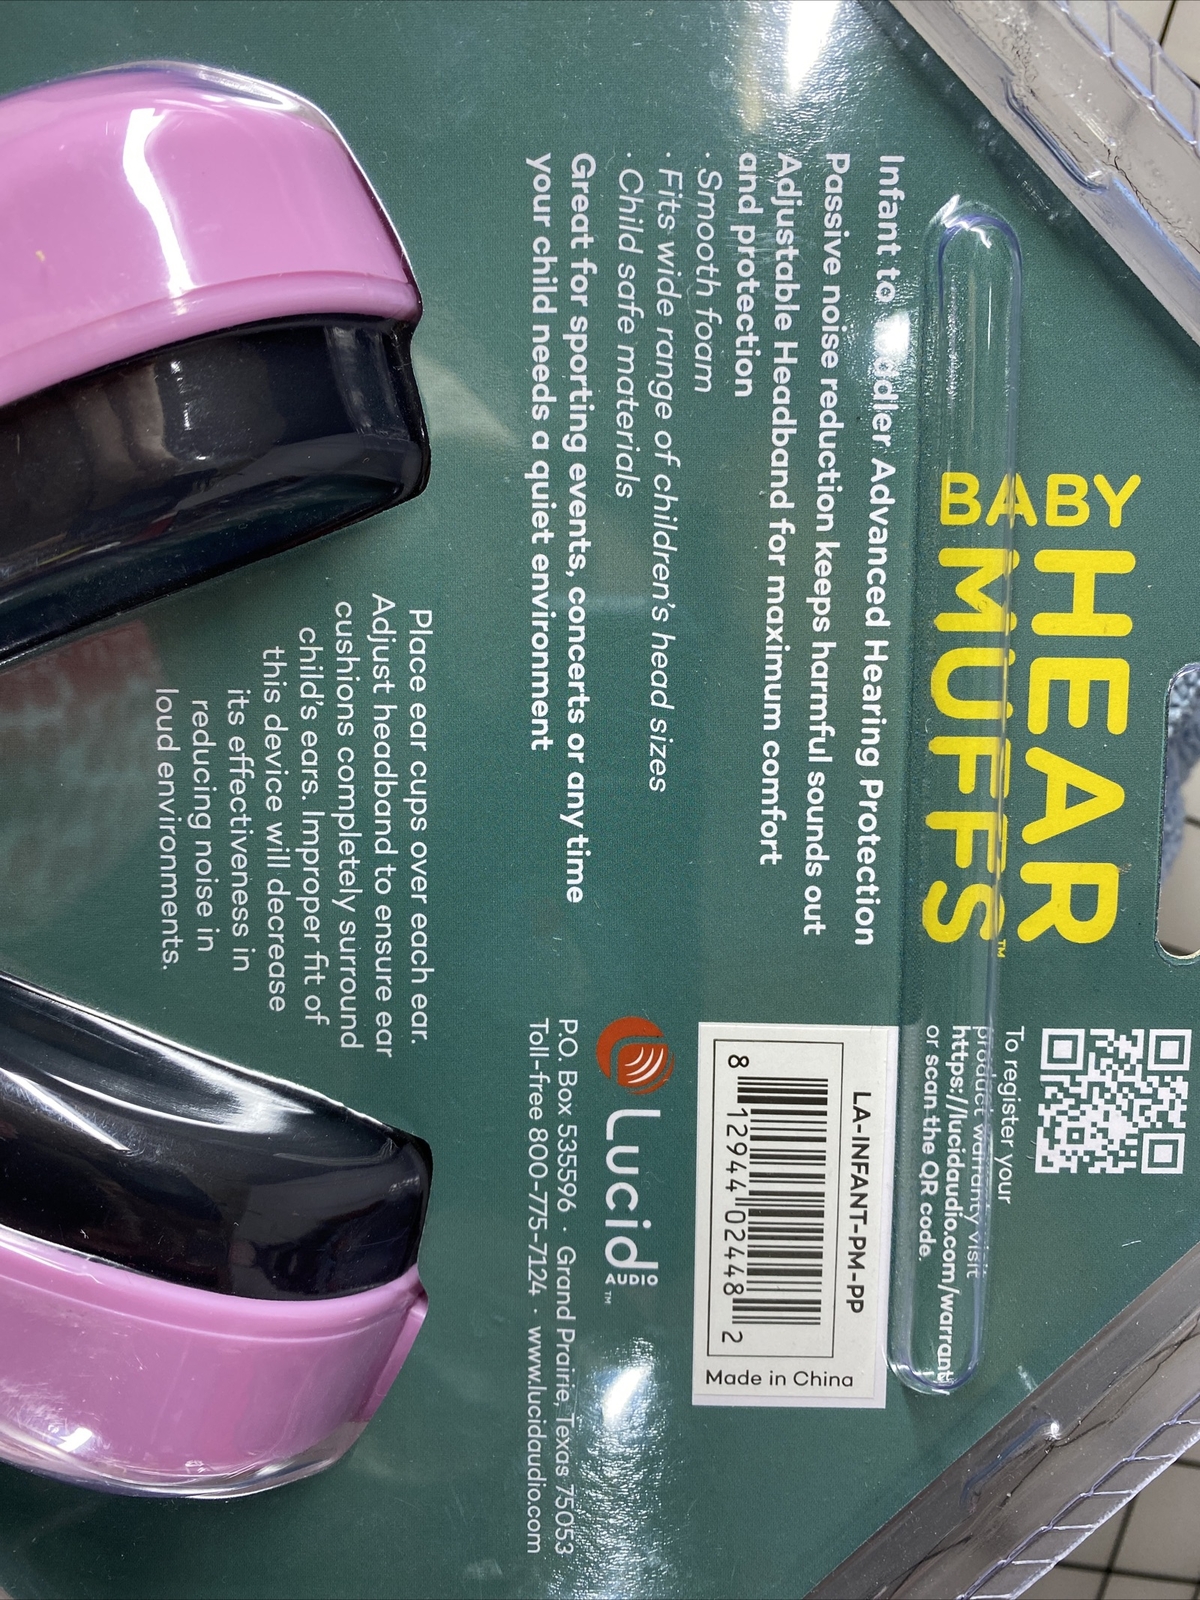 BABY
HEAR
MUFFS™
Infant to Advanced Hearing Protection
Passive noise reduction keeps harmful sounds out
Adjustable Headband for maximum comfort
and protection
· Smooth foam
· Fits wide range of children's head sizes
· Child safe materials
Great for sporting events, concerts or any time
your child needs a quiet environment
To register your
product warranty visit
https://lucidaudio.com/warranty
or scan the QR code.
LA-INFANT-PM-PP
8 12944 02448 2
Made in China
Lucid
AUDIO™
P.O. Box 535596 · Grand Prairie, Texas 75053
Toll-free 800-775-7124 · www.lucidaudio.com
Place ear cups over each ear.
Adjust headband to ensure ear
cushions completely surround
child's ears. Improper fit of
this device will decrease
its effectiveness in
reducing noise in
loud environments.